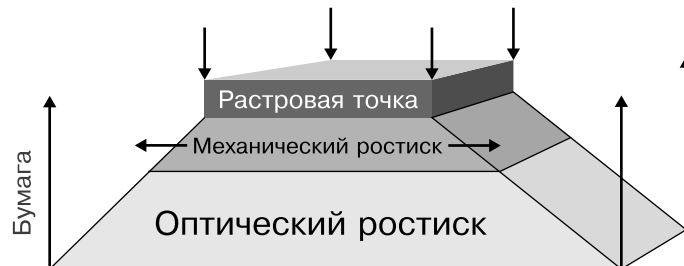 Растровая точка
Механический ростиск
Оптический ростиск
Бумага